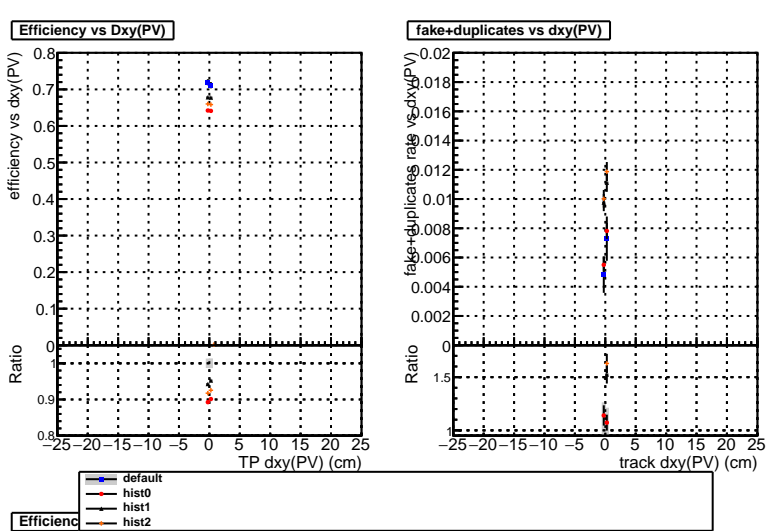 Efficiency vs Dxy(PV)
efficiency vs dxy(PV)
0.8
0.7
0.6
0.5
0.4
0.3
0.2
0.1
0
Ratio
1
0.9
0.8
−25 −20 −15 −10 −5 0 5 10 15 20 25
TP dxy(PV) (cm)
fake+duplicates vs dxy(PV)
fake+duplicates rate vs dxy(PV)
0.02
0.018
0.016
0.014
0.012
0.01
0.008
0.006
0.004
0.002
0
Ratio
1.5
1
−25 −20 −15 −10 −5 0 5 10 15 20 25
track dxy(PV) (cm)
default
hist0
hist1
hist2
Efficienc